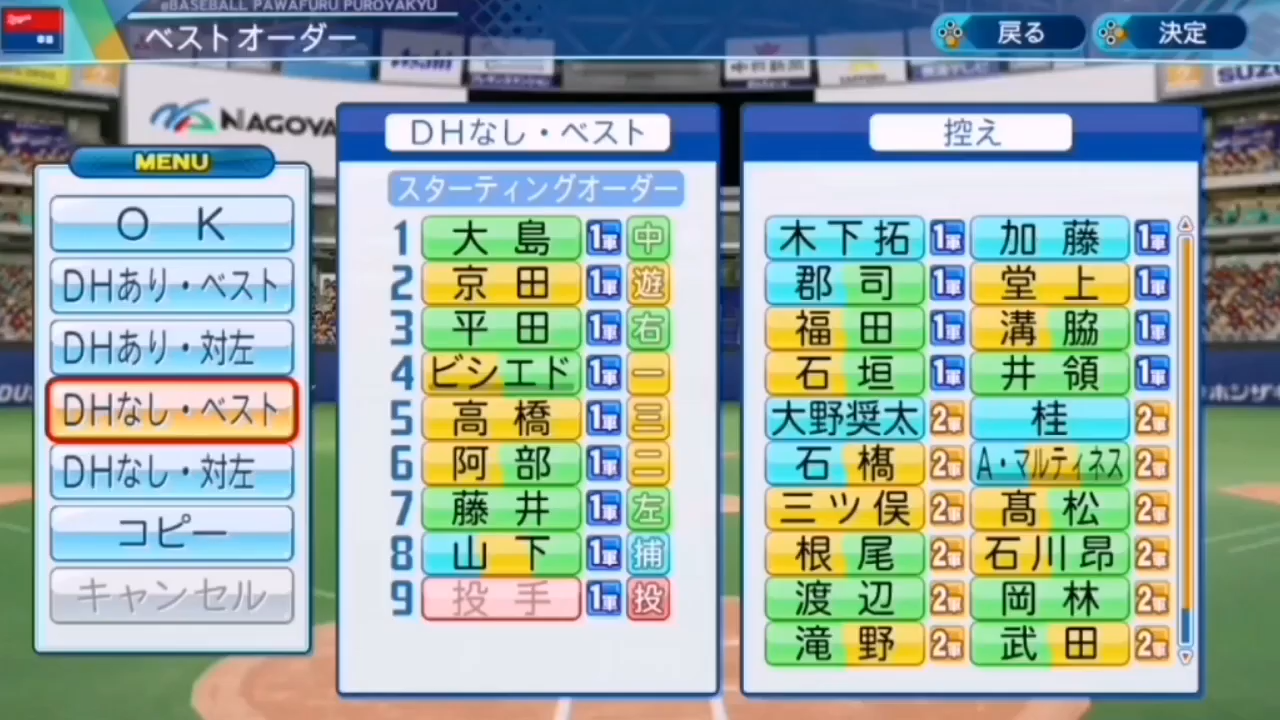 eBASEBALL PAWAFURU PUROYAKYU
ベストオーダー
戻る
決定
Asahi
中日新聞
SUZU
NAGOYA
MENU
OK
DHあり・ベスト
DHあり・対左
DHなし・ベスト
DHなし・対左
コピー
キャンセル
DHなし・ベスト
スターティングオーダー
1 大島 1軍 中
2 京田 1軍 遊
3 平田 1軍 右
4 ビシエド 1軍 一
5 高橋 1軍 三
6 阿部 1軍 二
7 藤井 1軍 左
8 山下 1軍 捕
9 投手 1軍 投
控え
木下拓 1軍 加藤 1軍
郡司 1軍 堂上 1軍
福田 1軍 溝脇 1軍
石垣 1軍 井領 1軍
大野奨太 2軍 桂 2軍
石橋 2軍 A・マルティネス 2軍
三ツ俣 2軍 髙松 2軍
根尾 2軍 石川昂 2軍
渡辺 2軍 岡林 2軍
滝野 2軍 武田 2軍